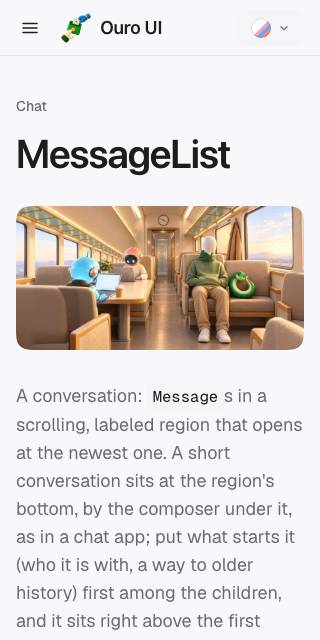 Ouro UI
Chat
MessageList
A conversation: Message s in a
scrolling, labeled region that opens
at the newest one. A short
conversation sits at the region's
bottom, by the composer under it,
as in a chat app; put what starts it
(who it is with, a way to older
history) first among the children,
and it sits right above the first